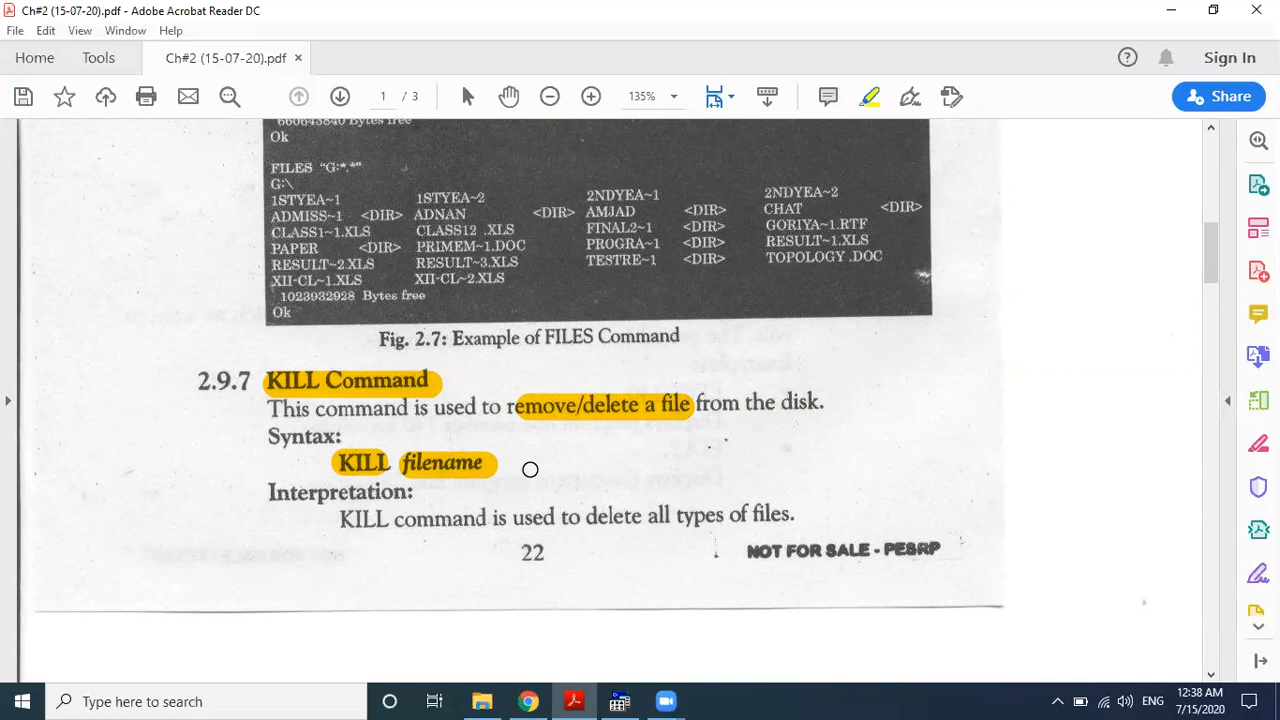 Ch#2 (15-07-20).pdf - Adobe Acrobat Reader DC
File Edit View Window Help
Home Tools Ch#2 (15-07-20).pdf × Sign In
1 / 3 135% Share
660643840 Bytes free
Ok
FILES "G:*.*"
G:\
1STYEA~1 1STYEA~2 2NDYEA~1 2NDYEA~2
ADMISS~1 <DIR> ADNAN <DIR> AMJAD <DIR> CHAT <DIR>
CLASS1~1.XLS CLASS12 .XLS FINAL2~1 <DIR> GORIYA~1.RTF
PAPER <DIR> PRIMEM~1.DOC PROGRA~1 <DIR> RESULT~1.XLS
RESULT~2.XLS RESULT~3.XLS TESTRE~1 <DIR> TOPOLOGY .DOC
XII-CL~1.XLS XII-CL~2.XLS
1023932928 Bytes free
Ok
Fig. 2.7: Example of FILES Command
2.9.7 KILL Command
This command is used to remove/delete a file from the disk.
Syntax:
KILL filename
Interpretation:
KILL command is used to delete all types of files.
22 NOT FOR SALE - PESRP
Type here to search
ENG
12:38 AM
7/15/2020